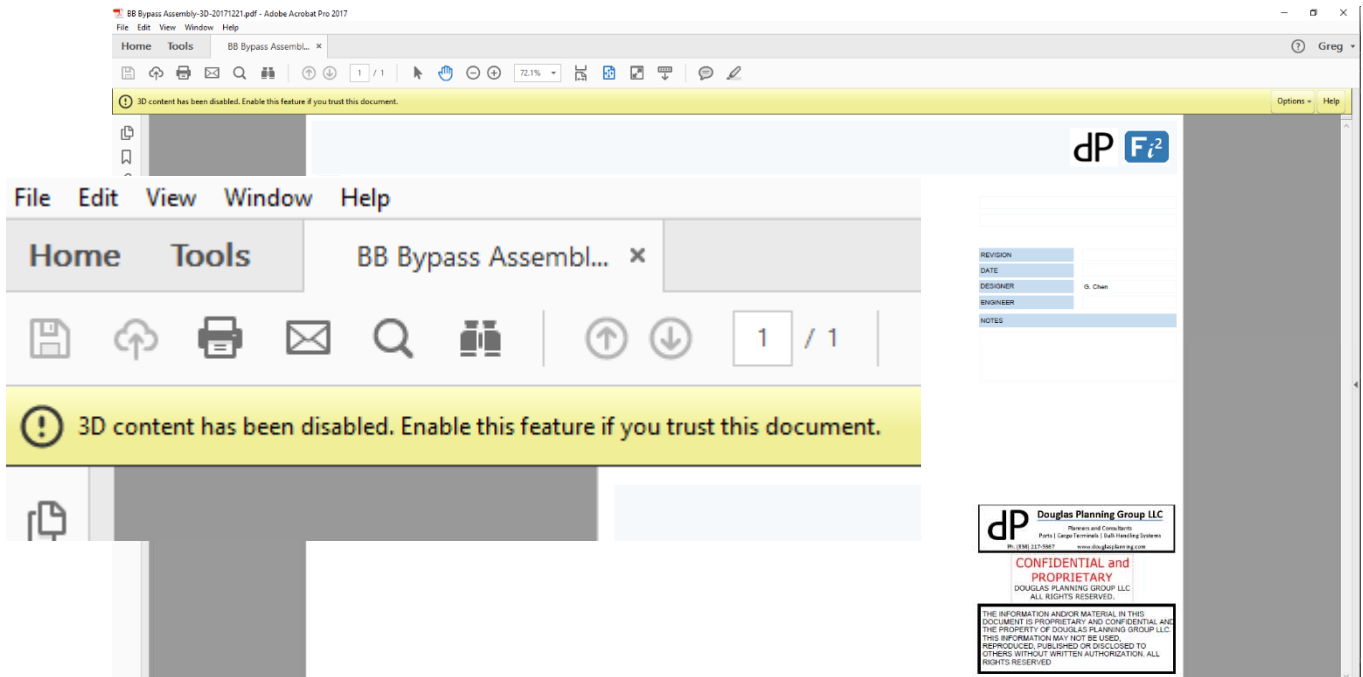 BB Bypass Assembly-3D-20171221.pdf - Adobe Acrobat Pro 2017
File Edit View Window Help
Home Tools BB Bypass Assembl... × Greg
1 / 1 72.1%
3D content has been disabled. Enable this feature if you trust this document. Options Help
dP Fi²
File Edit View Window Help
Home Tools BB Bypass Assembl... ×
1 / 1
3D content has been disabled. Enable this feature if you trust this document.
REVISION
DATE
DESIGNER G. Chen
ENGINEER
NOTES
dP Douglas Planning Group LLC
Planners and Consultants
Ports | Cargo Terminals | Bulk Handling Systems
www.douglasplanning.com
CONFIDENTIAL and
PROPRIETARY
DOUGLAS PLANNING GROUP LLC
ALL RIGHTS RESERVED.
THE INFORMATION AND/OR MATERIAL IN THIS
DOCUMENT IS PROPRIETARY AND CONFIDENTIAL AND
THE PROPERTY OF DOUGLAS PLANNING GROUP LLC.
THIS INFORMATION MAY NOT BE USED,
REPRODUCED, PUBLISHED OR DISCLOSED TO
OTHERS WITHOUT WRITTEN AUTHORIZATION. ALL
RIGHTS RESERVED